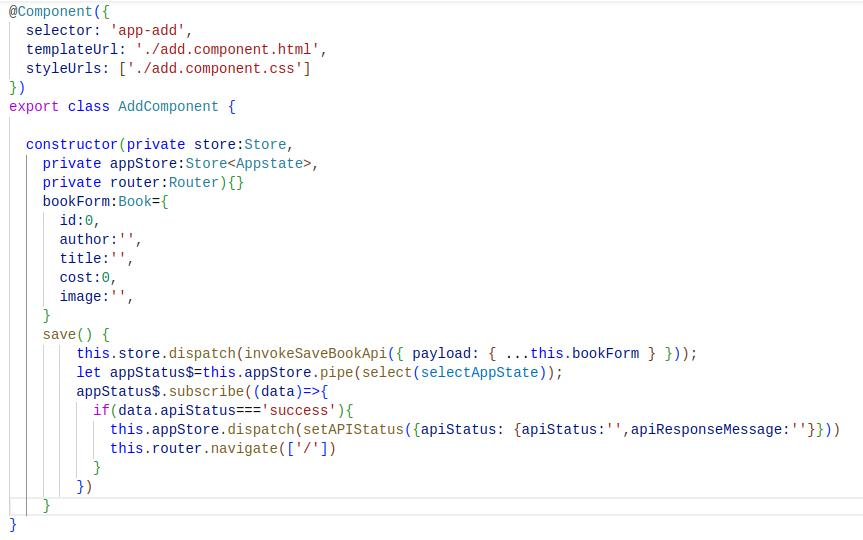 @Component({
  selector: 'app-add',
  templateUrl: './add.component.html',
  styleUrls: ['./add.component.css']
})
export class AddComponent {

  constructor(private store:Store,
    private appStore:Store<Appstate>,
    private router:Router){}
    bookForm:Book={
      id:0,
      author:'',
      title:'',
      cost:0,
      image:'',
    }
    save() {
        this.store.dispatch(invokeSaveBookApi({ payload: { ...this.bookForm } }));
        let appStatus$=this.appStore.pipe(select(selectAppState));
        appStatus$.subscribe((data)=>{
          if(data.apiStatus==='success'){
            this.appStore.dispatch(setAPIStatus({apiStatus: {apiStatus:'',apiResponseMessage:''}}))
            this.router.navigate(['/'])
          }
        })
    }
}